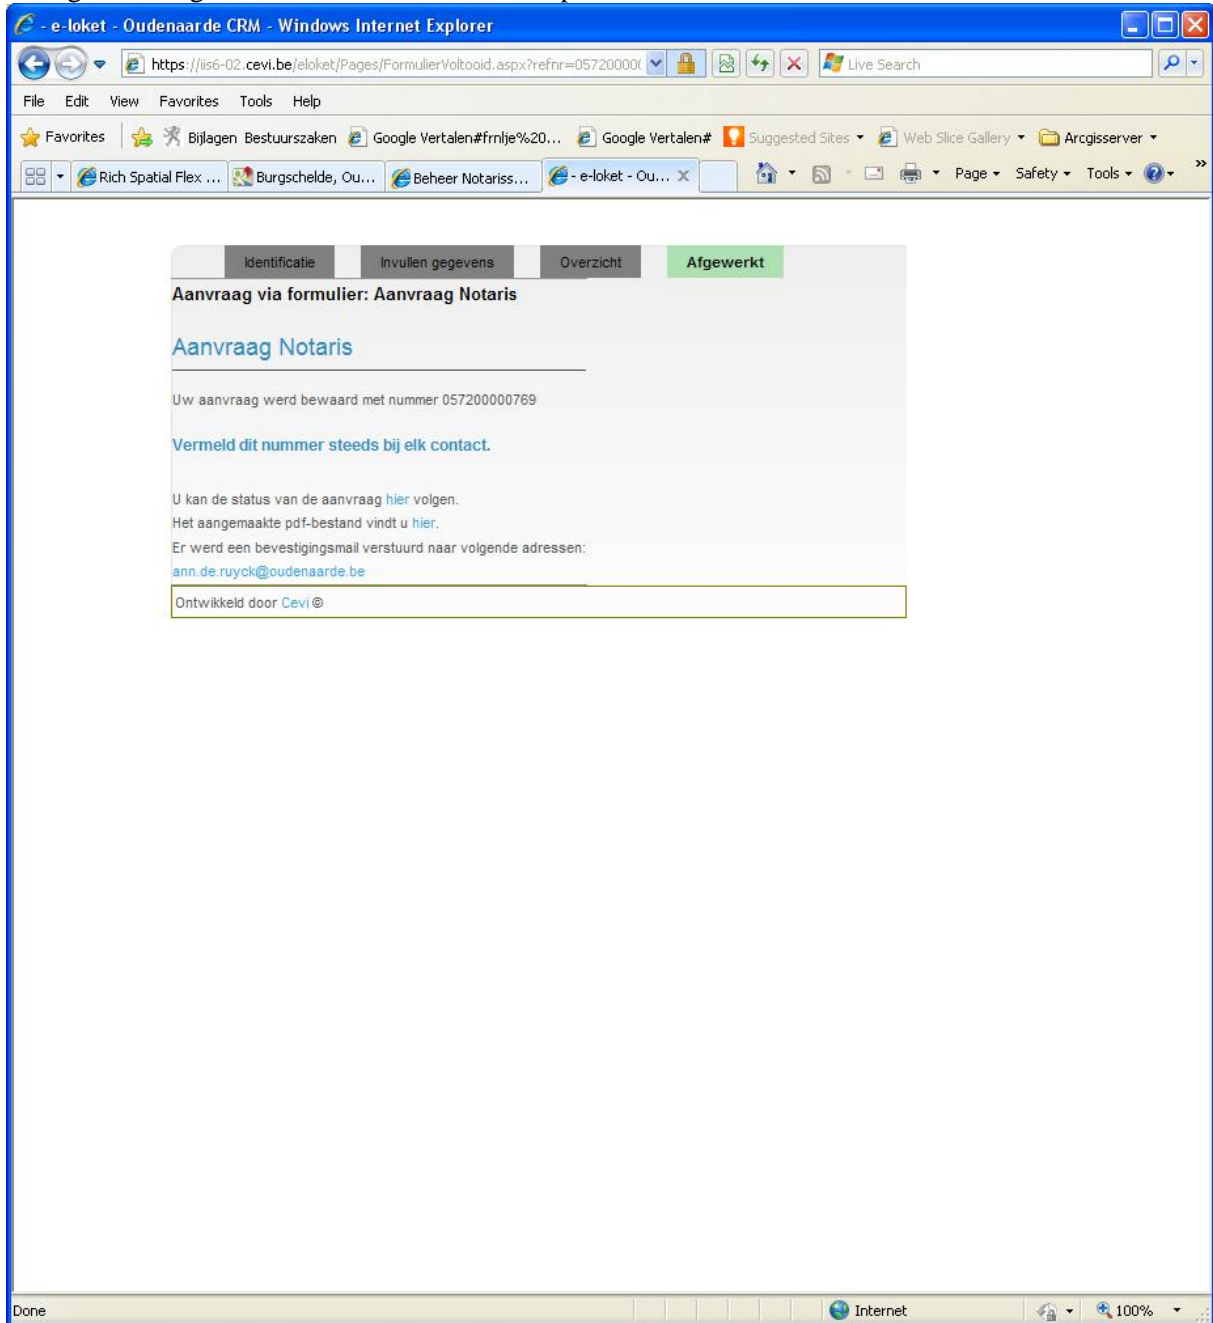 - e-loket - Oudenaarde CRM - Windows Internet Explorer
https://iis6-02.cevi.be/eloket/Pages/FormulierVoltooid.aspx?refnr=05720000(
Live Search
File Edit View Favorites Tools Help
Favorites Bijlagen Bestuurszaken Google Vertalen#frnlje%20... Google Vertalen# Suggested Sites Web Slice Gallery Arcgisserver
Rich Spatial Flex ... Burgschelde, Ou... Beheer Notariss... - e-loket - Ou... X Page Safety Tools »
Identificatie Invullen gegevens Overzicht Afgewerkt
Aanvraag via formulier: Aanvraag Notaris
Aanvraag Notaris
Uw aanvraag werd bewaard met nummer 057200000769
Vermeld dit nummer steeds bij elk contact.
U kan de status van de aanvraag hier volgen.
Het aangemaakte pdf-bestand vindt u hier.
Er werd een bevestigingsmail verstuurd naar volgende adressen:
ann.de.ruyck@oudenaarde.be
Ontwikkeld door Cevi ©
Done Internet 100%